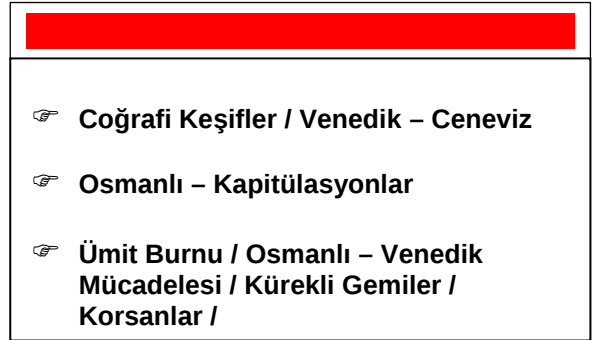 ☞ Coğrafi Keşifler / Venedik – Ceneviz
☞ Osmanlı – Kapitülasyonlar
☞ Ümit Burnu / Osmanlı – Venedik
Mücadelesi / Kürekli Gemiler /
Korsanlar /